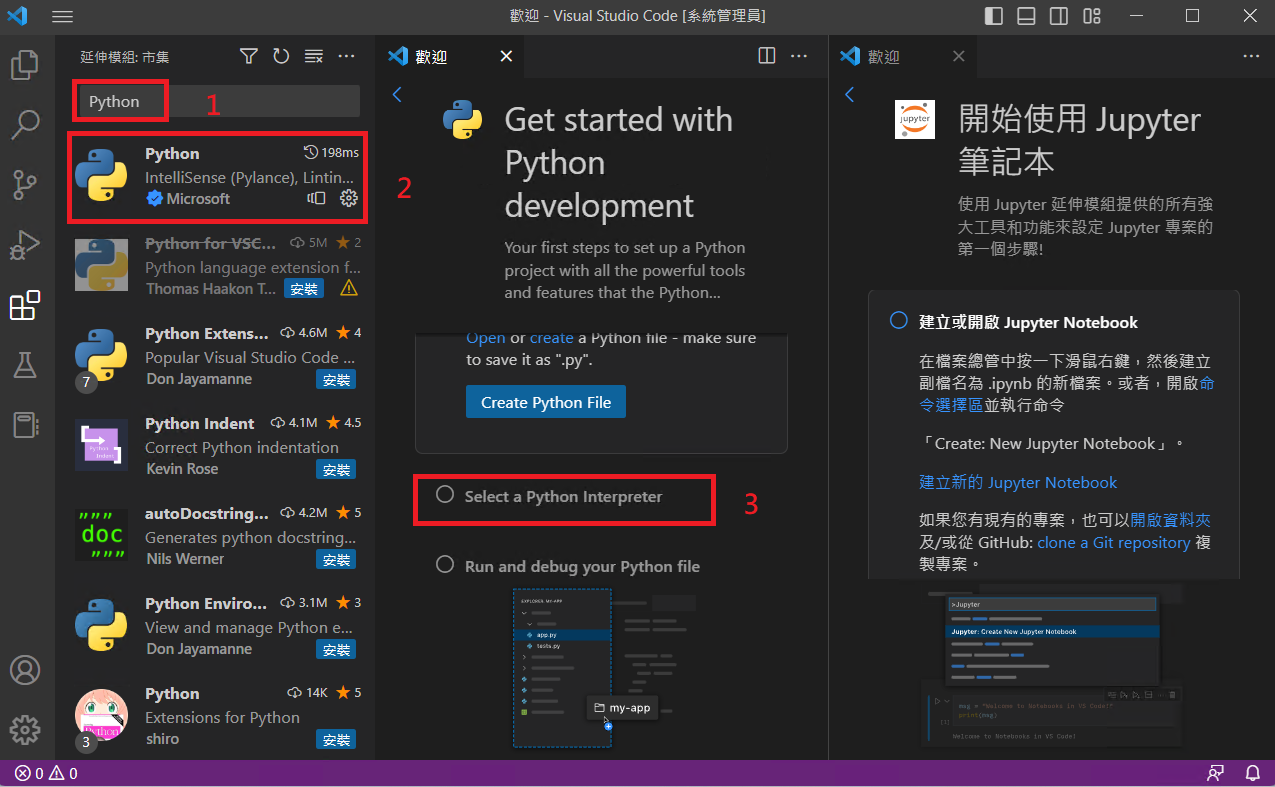 歡迎 - Visual Studio Code [系統管理員]
延伸模組: 市集
Python
1
Python
198ms
IntelliSense (Pylance), Lintin...
Microsoft
Python for VSC...
5M
2
Python language extension f...
Thomas Haakon T...
安裝
Python Extens...
4.6M
4
Popular Visual Studio Code ...
Don Jayamanne
安裝
7
Python Indent
4.1M
4.5
Correct Python indentation
Kevin Rose
安裝
Python
Indent
autoDocstring...
4.2M
5
Generates python docstring...
Nils Werner
安裝
"""
doc
"""
Python Enviro...
3.1M
3
View and manage Python e...
Don Jayamanne
安裝
Python
14K
5
Extensions for Python
shiro
安裝
Python
3
歡迎
2
Get started with
Python
development
Your first steps to set up a Python
project with all the powerful tools
and features that the Python...
Open or create a Python file - make sure
to save it as ".py".
Create Python File
Select a Python Interpreter
3
Run and debug your Python file
EXPLORER: MY-APP
app.py
tests.py
my-app
歡迎
jupyter
開始使用 Jupyter
筆記本
使用 Jupyter 延伸模組提供的所有強
大工具和功能來設定 Jupyter 專案的
第一個步驟!
建立或開啟 Jupyter Notebook
在檔案總管中按一下滑鼠右鍵，然後建立
副檔名為 .ipynb 的新檔案。或者，開啟命
令選擇區並執行命令
「Create: New Jupyter Notebook」。
建立新的 Jupyter Notebook
如果您有現有的專案，也可以開啟資料夾
及/或從 GitHub: clone a Git repository 複
製專案。
>Jupyter
Jupyter: Create New Jupyter Notebook
msg = "Welcome to Notebooks in VS Code!"
print(msg)
[1]
Welcome to Notebooks in VS Code!
0
0